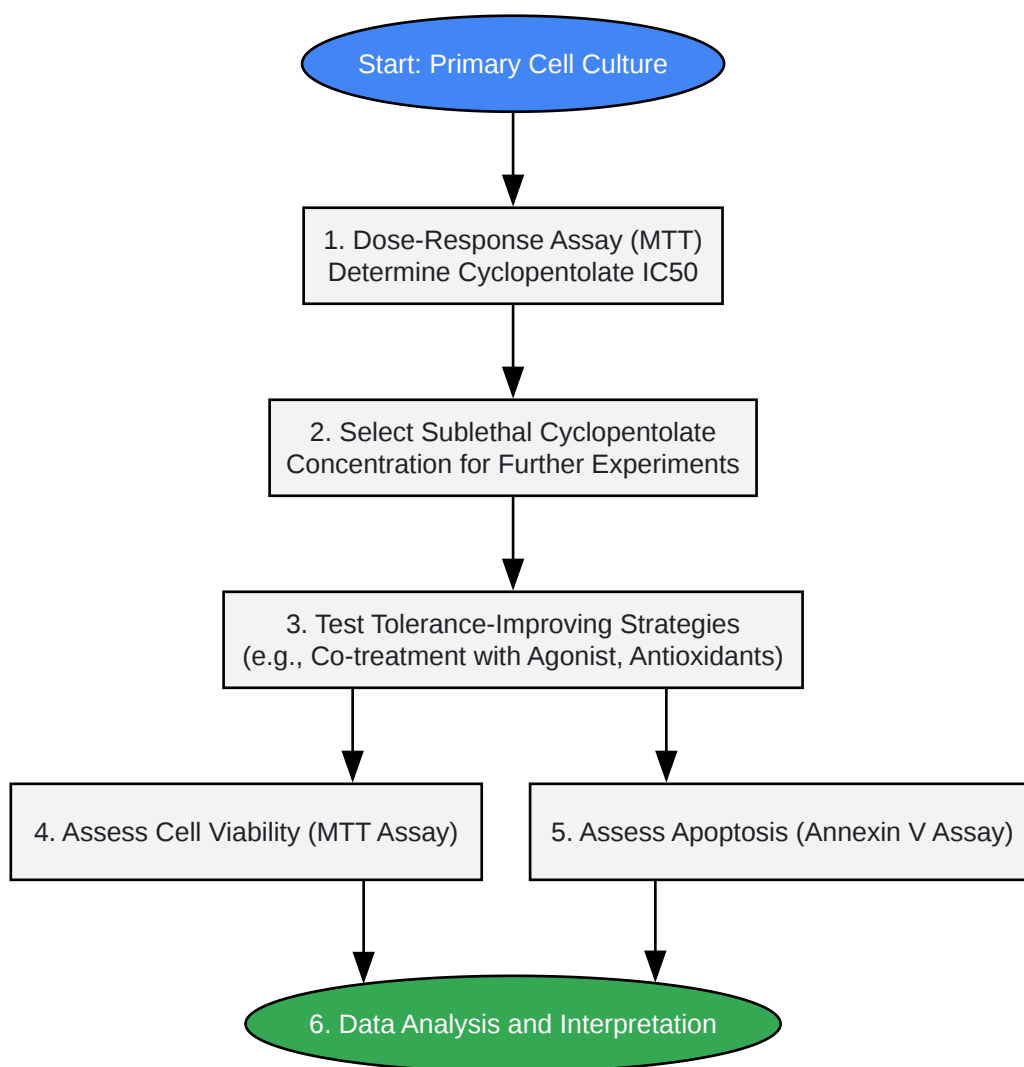 Start: Primary Cell Culture
1. Dose-Response Assay (MTT)
Determine Cyclopentolate IC50
2. Select Sublethal Cyclopentolate
Concentration for Further Experiments
3. Test Tolerance-Improving Strategies
(e.g., Co-treatment with Agonist, Antioxidants)
4. Assess Cell Viability (MTT Assay)
5. Assess Apoptosis (Annexin V Assay)
6. Data Analysis and Interpretation